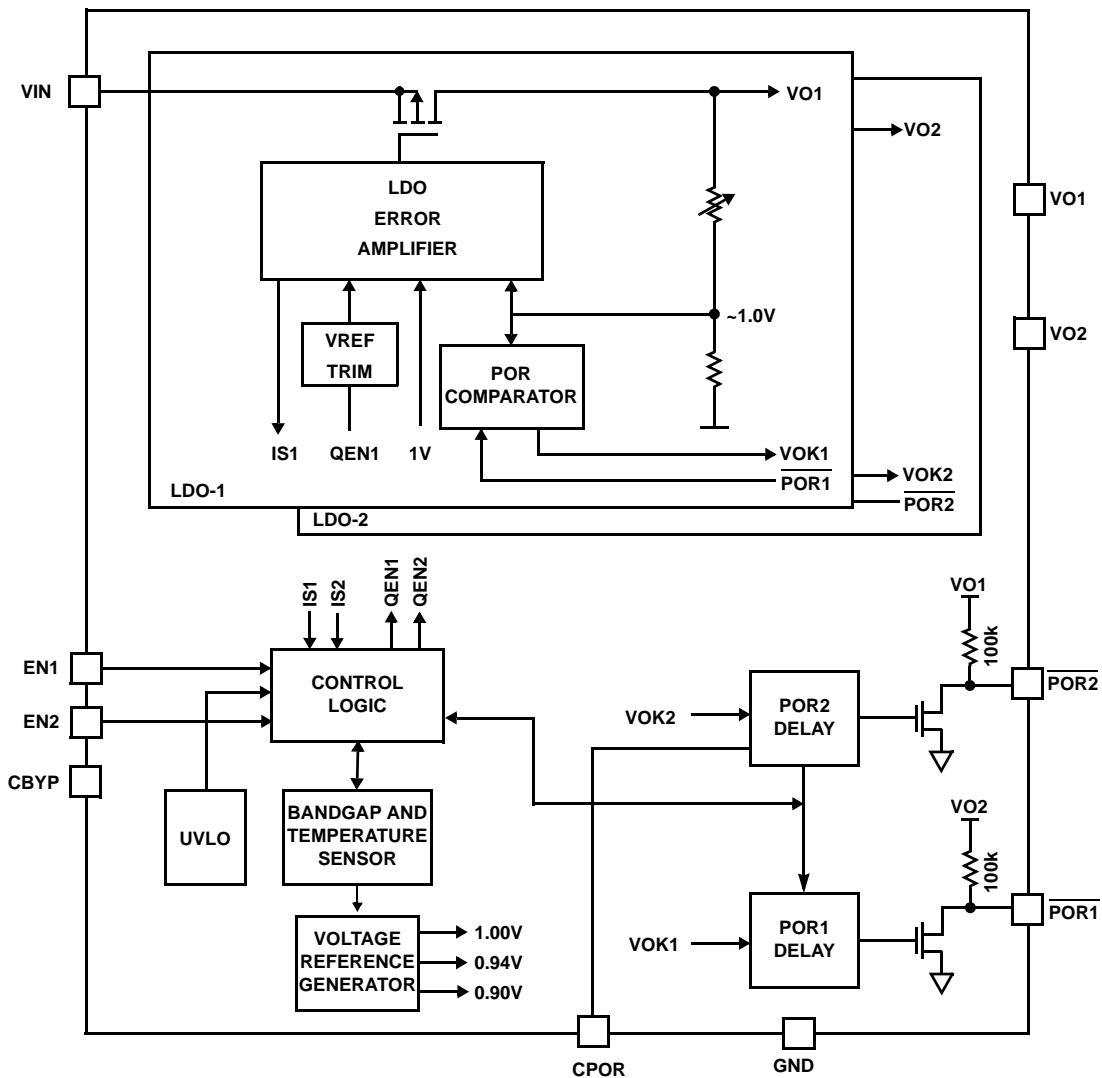 VIN
VO1
VO2
LDO
ERROR
AMPLIFIER
VO1
~1.0V
VREF
TRIM
POR
COMPARATOR
VO2
IS1
QEN1
1V
VOK1
POR1
VOK2
POR2
LDO-1
LDO-2
IS1
IS2
QEN1
QEN2
VO1
100k
EN1
CONTROL
LOGIC
POR2
EN2
VOK2
POR2
DELAY
CBYP
UVLO
BANDGAP AND
TEMPERATURE
SENSOR
VO2
100k
POR1
VOLTAGE
REFERENCE
GENERATOR
1.00V
0.94V
0.90V
VOK1
POR1
DELAY
CPOR
GND